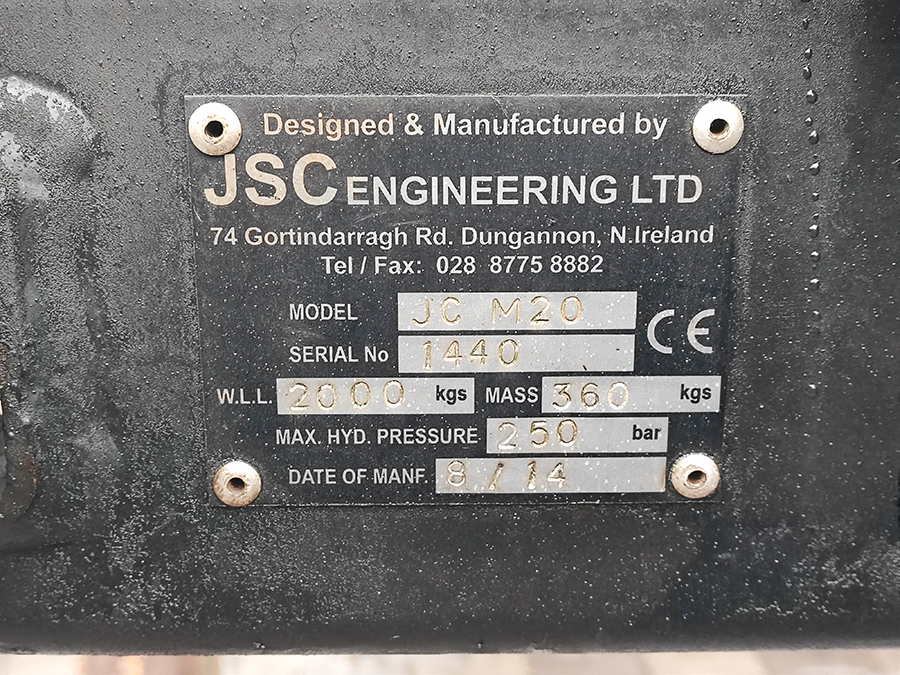 Designed & Manufactured by
JSC ENGINEERING LTD
74 Gortindarragh Rd. Dungannon, N.Ireland
Tel / Fax: 028 8775 8882
MODEL JC M20
CE
SERIAL No 1440
W.L.L. 2000 kgs MASS 360 kgs
MAX. HYD. PRESSURE 250 bar
DATE OF MANF. 8 / 14